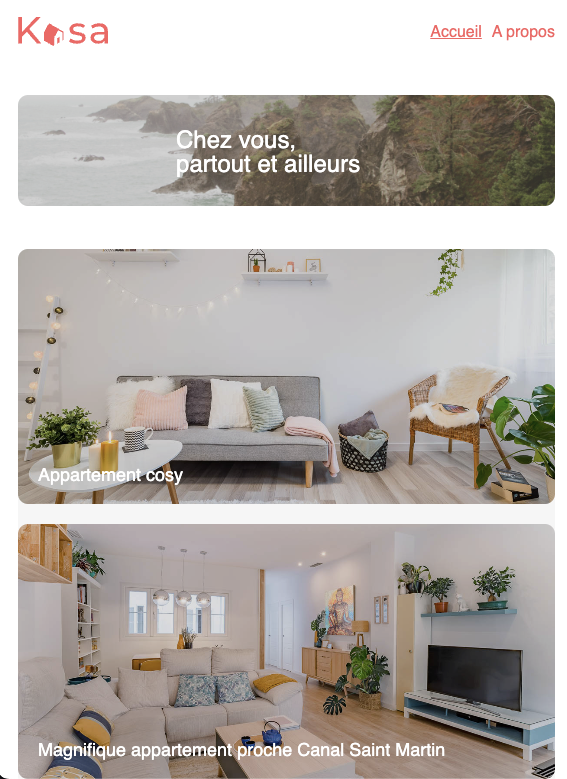 Kasa
Accueil A propos
Chez vous,
partout et ailleurs
Appartement cosy
Magnifique appartement proche Canal Saint Martin